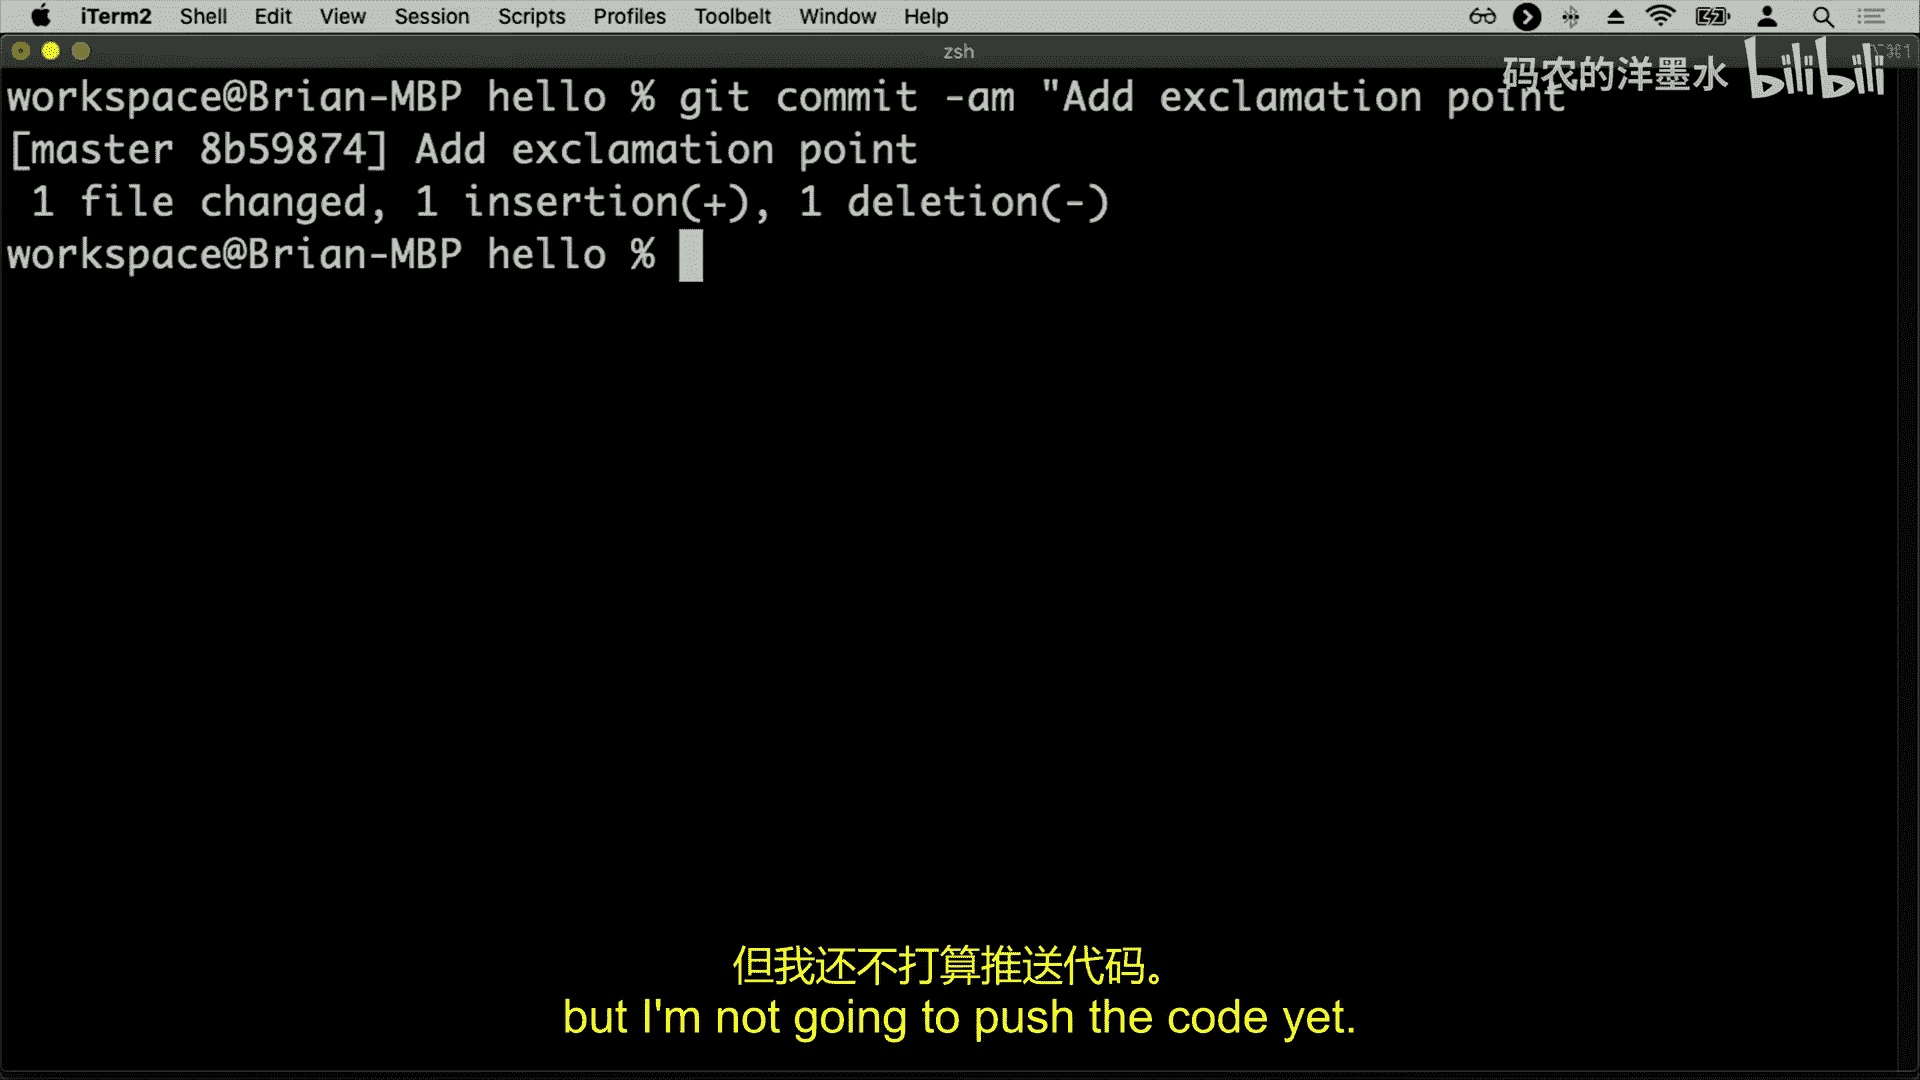 iTerm2 Shell Edit View Session Scripts Profiles Toolbelt Window Help
zsh
⌥⌘1
码农的洋墨水 bilibili
workspace@Brian-MBP hello % git commit -am "Add exclamation point
[master 8b59874] Add exclamation point
1 file changed, 1 insertion(+), 1 deletion(-)
workspace@Brian-MBP hello %
但我还不打算推送代码。
but I'm not going to push the code yet.